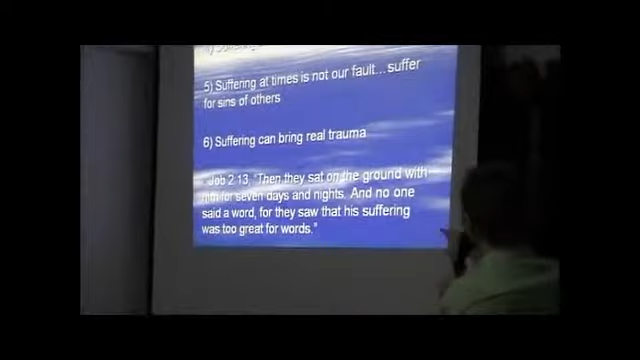 4) Suffering
5) Suffering at times is not our fault...suffer
for sins of others
6) Suffering can bring real trauma
Job 2:13, "Then they sat on the ground with
him for seven days and nights. And no one
said a word, for they saw that his suffering
was too great for words."